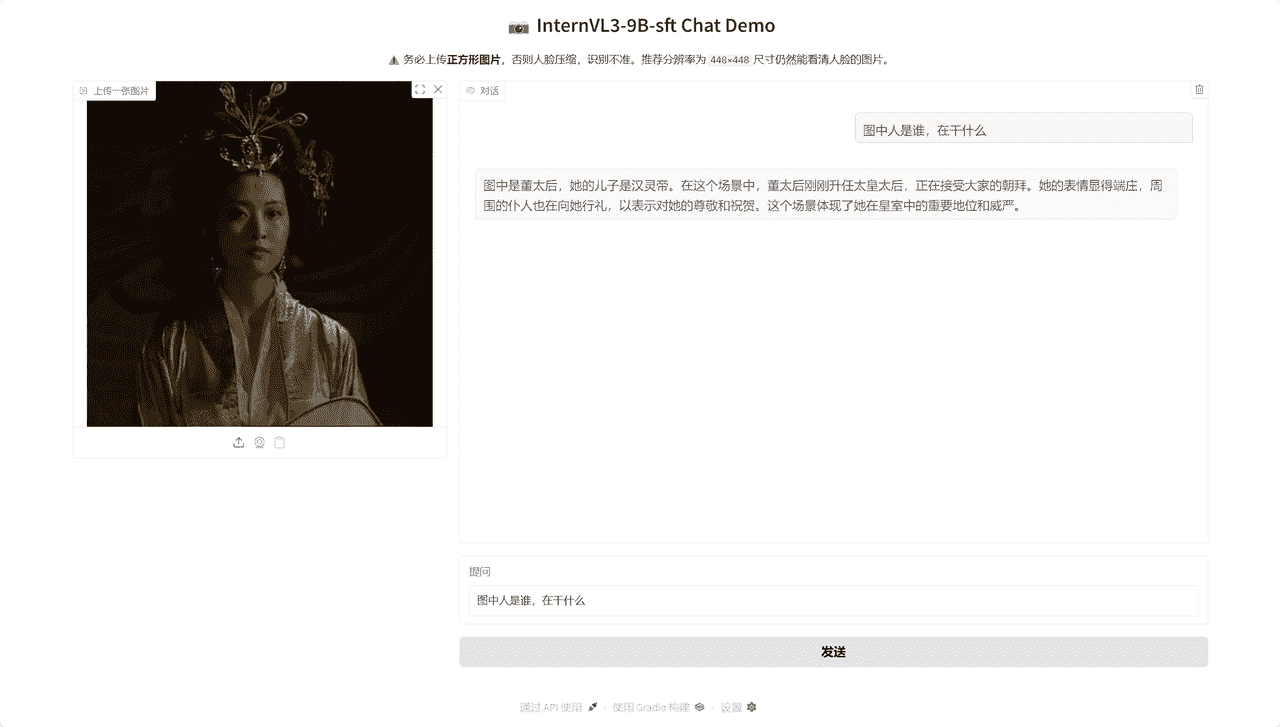 InternVL3-9B-sft Chat Demo
务必上传正方形图片，否则人脸压缩，识别不准。推荐分辨率为 448×448 尺寸仍然能看清人脸的图片。
上传一张图片
对话
图中人是谁，在干什么
图中是董太后，她的儿子是汉灵帝。在这个场景中，董太后刚刚升任太皇太后，正在接受大家的朝拜。她的表情显得端庄，周
围的仆人也在向她行礼，以表示对她的尊敬和祝贺。这个场景体现了她在皇室中的重要地位和威严。
提问
图中人是谁，在干什么
发送
通过 API 使用 · 使用 Gradio 构建 · 设置